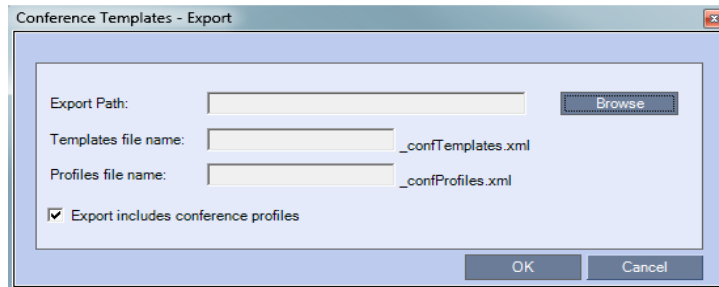 Conference Templates - Export
Export Path:
Browse
Templates file name:
_confTemplates.xml
Profiles file name:
_confProfiles.xml
Export includes conference profiles
OK
Cancel